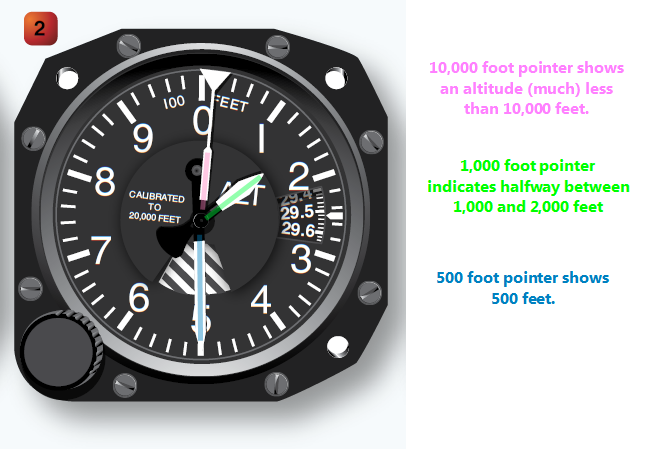 2
100 FEET
0
1
2
3
4
5
6
7
8
9
CALIBRATED
TO
20,000 FEET
ALT
29.4
29.5
29.6
10,000 foot pointer shows
an altitude (much) less
than 10,000 feet.
1,000 foot pointer
indicates halfway between
1,000 and 2,000 feet
500 foot pointer shows
500 feet.